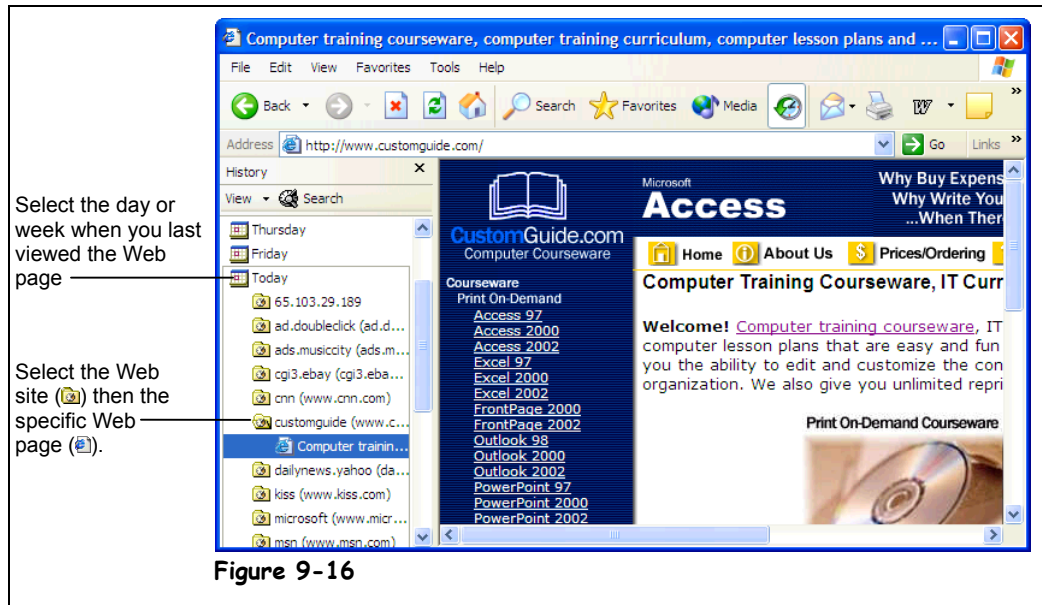 Computer training courseware, computer training curriculum, computer lesson plans and ...
File Edit View Favorites Tools Help
Back Search Favorites Media W »
Address http://www.customguide.com/ Go Links »
History x
View Search
Thursday
Friday
Today
65.103.29.189
ad.doubleclick (ad.d...
ads.musiccity (ads.m...
cgi3.ebay (cgi3.eba...
cnn (www.cnn.com)
customguide (www.c...
Computer trainin...
dailynews.yahoo (da...
kiss (www.kiss.com)
microsoft (www.micr...
msn (www.msn.com)
Select the day or
week when you last
viewed the Web
page
Select the Web
site ( ) then the
specific Web
page ( ).
CustomGuide.com
Computer Courseware
Courseware
Print On-Demand
Access 97
Access 2000
Access 2002
Excel 97
Excel 2000
Excel 2002
FrontPage 2000
FrontPage 2002
Outlook 98
Outlook 2000
Outlook 2002
PowerPoint 97
PowerPoint 2000
PowerPoint 2002
Microsoft
Access
Why Buy Expens
Why Write You
...When Ther
Home About Us $ Prices/Ordering
Computer Training Courseware, IT Curr
Welcome! Computer training courseware, IT
computer lesson plans that are easy and fun
you the ability to edit and customize the con
organization. We also give you unlimited repri
Print On-Demand Courseware
Figure 9-16